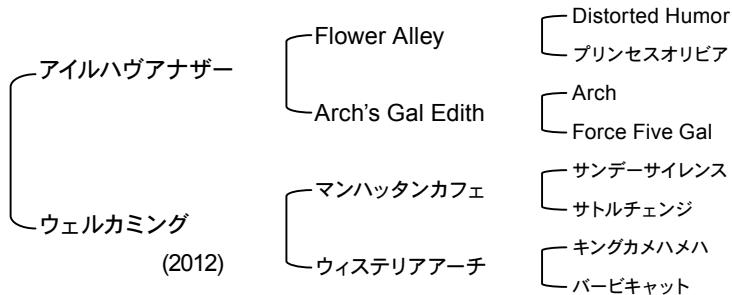 アイルハヴアナザー
ウェルカミング
(2012)
Flower Alley
Arch's Gal Edith
マンハッタンカフェ
ウィステリアアーチ
Distorted Humor
プリンセスオリビア
Arch
Force Five Gal
サンデーサイレンス
サトルチェンジ
キングカメハメハ
バービキャット